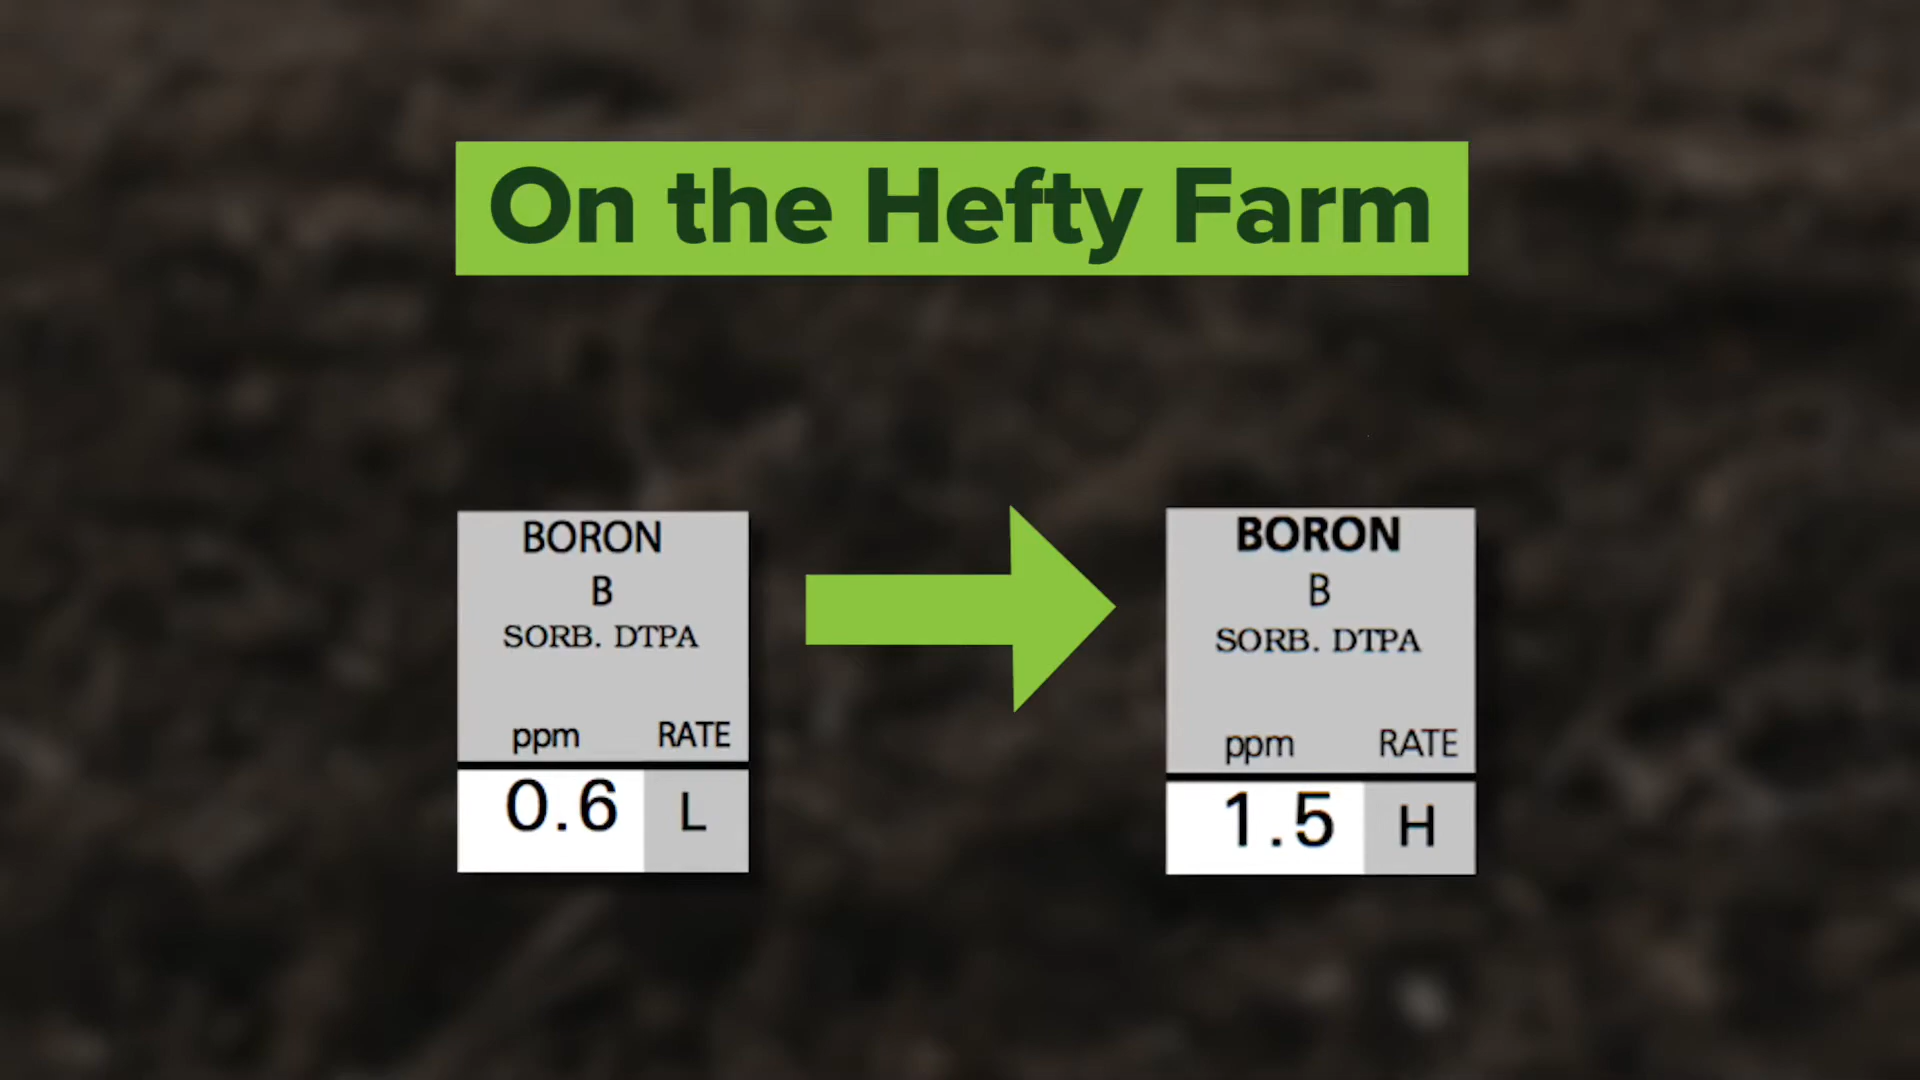 On the Hefty Farm
BORON
B
SORB. DTPA
ppm RATE
0.6 L
BORON
B
SORB. DTPA
ppm RATE
1.5 H